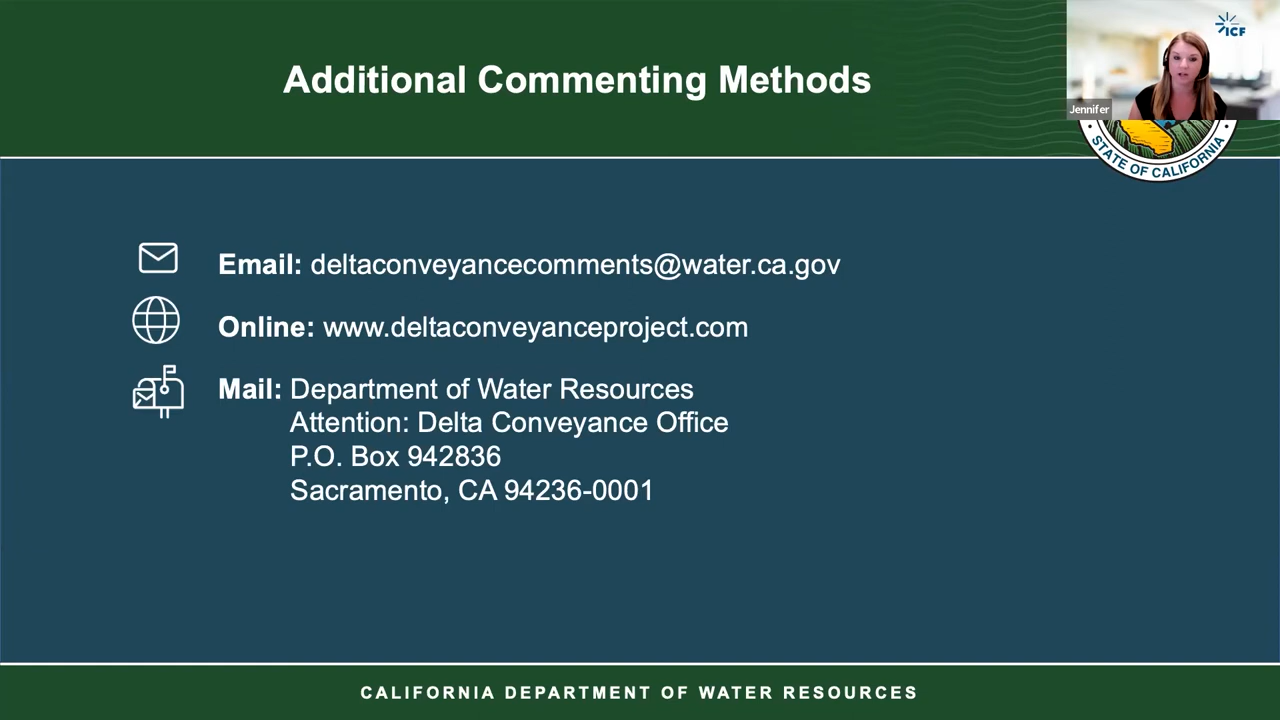 Additional Commenting Methods
ICF
Jennifer
STATE OF CALIFORNIA
Email: deltaconveyancecomments@water.ca.gov
Online: www.deltaconveyanceproject.com
Mail: Department of Water Resources
Attention: Delta Conveyance Office
P.O. Box 942836
Sacramento, CA 94236-0001
CALIFORNIA DEPARTMENT OF WATER RESOURCES